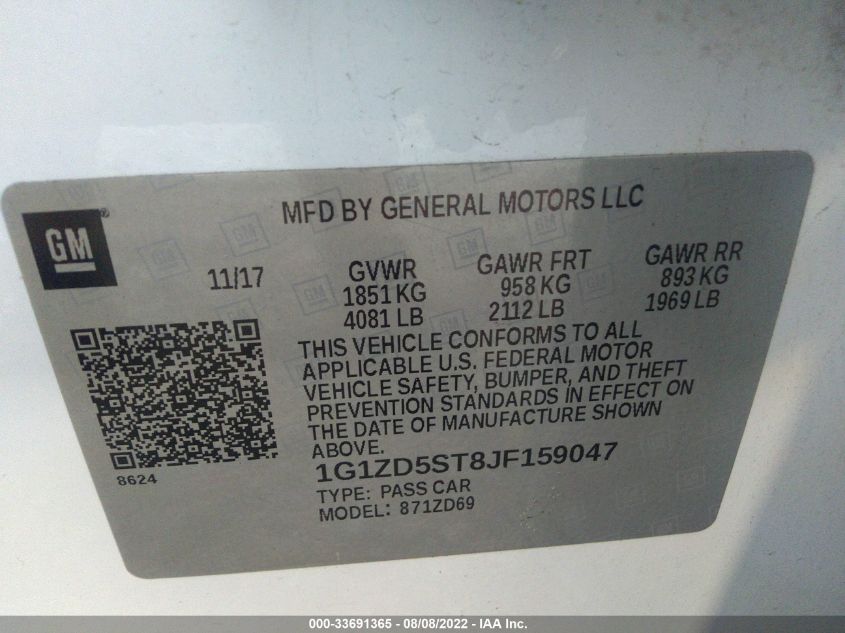 MFD BY GENERAL MOTORS LLC
GM®
11/17
GVWR
1851 KG
4081 LB
GAWR FRT
958 KG
2112 LB
GAWR RR
893 KG
1969 LB
THIS VEHICLE CONFORMS TO ALL
APPLICABLE U.S. FEDERAL MOTOR
VEHICLE SAFETY, BUMPER, AND THEFT
PREVENTION STANDARDS IN EFFECT ON
THE DATE OF MANUFACTURE SHOWN
ABOVE.
8624
1G1ZD5ST8JF159047
TYPE: PASS CAR
MODEL: 871ZD69
000-33691365 - 08/08/2022 - IAA Inc.